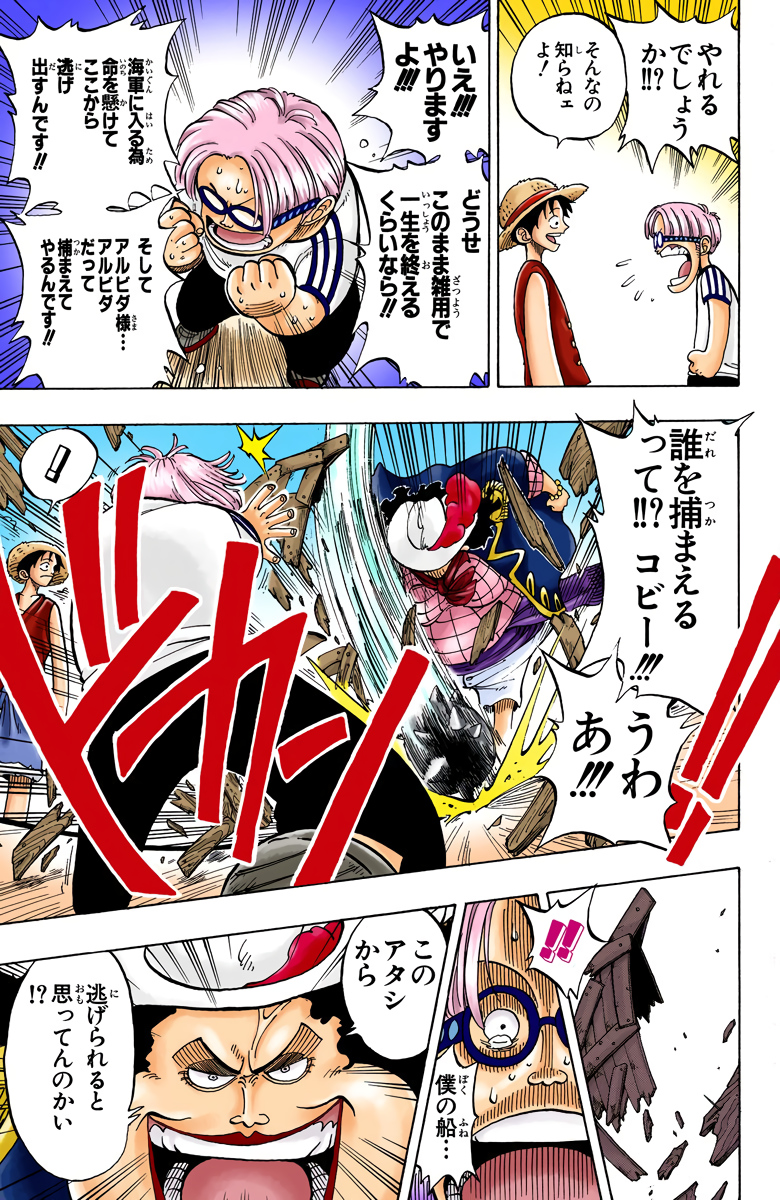 やれる
でしょう
か!!?
そんなの
知らねェ
よ!
いえ!!!
やります
よ!!!
どうせ
このまま雑用で
一生を終える
くらいなら!!
海軍に入る為
命を懸けて
ここから
逃げ
出すんです!!
そして
アルビダ様…
アルビダ
だって
捕まえて
やるんです!!
誰を捕まえる
って!!?コビー!!!
うわ
あ!!!
!
ドカァン!!
!!
僕の船…
この
アタシ
から
逃げられると
思ってんのかい
!?